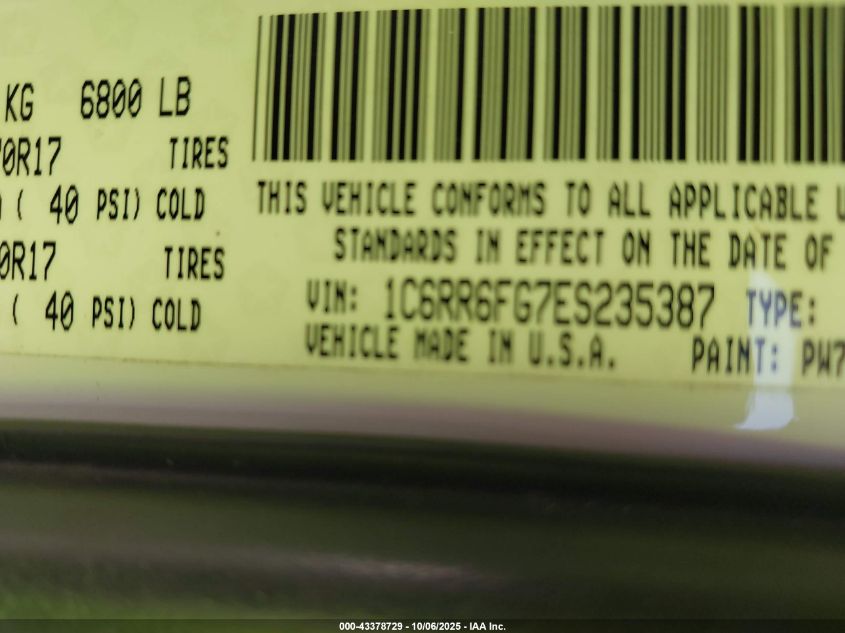 KG 6800 LB
0R17 TIRES
( 40 PSI) COLD
0R17 TIRES
( 40 PSI) COLD
THIS VEHICLE CONFORMS TO ALL APPLICABLE U
STANDARDS IN EFFECT ON THE DATE OF
VIN: 1C6RR6FG7ES235387 TYPE:
VEHICLE MADE IN U.S.A. PAINT: PW7
000-43378729 - 10/06/2025 - IAA Inc.